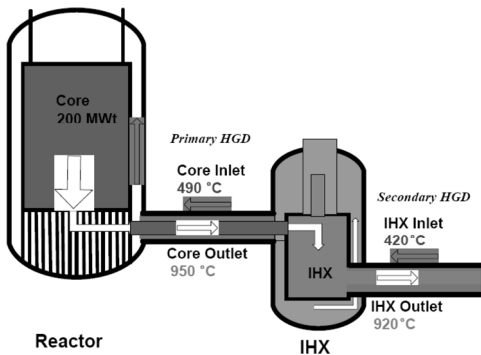 Core
200 MWt
Primary HGD
Core Inlet
490 °C
Core Outlet
950 °C
Secondary HGD
IHX Inlet
420°C
IHX
IHX Outlet
920°C
Reactor
IHX